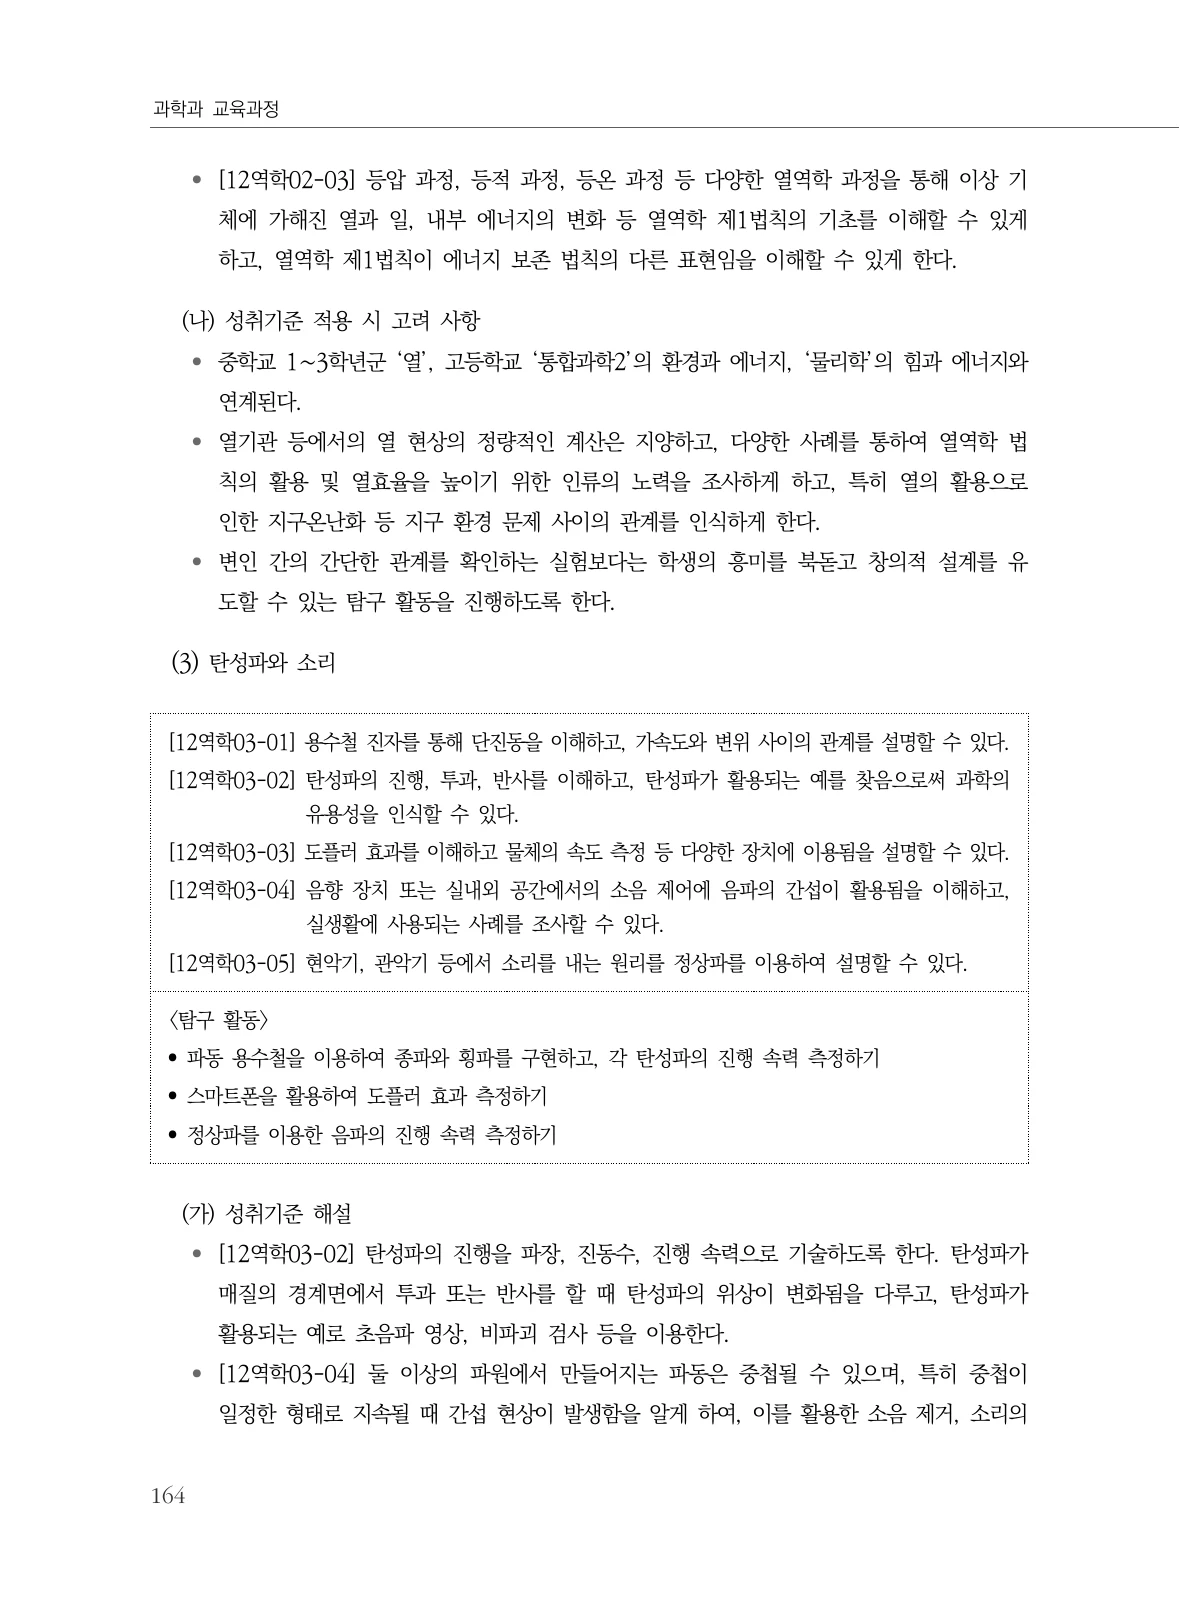 과학과 교육과정
• [12역학02-03] 등압 과정, 등적 과정, 등온 과정 등 다양한 열역학 과정을 통해 이상 기
체에 가해진 열과 일, 내부 에너지의 변화 등 열역학 제1법칙의 기초를 이해할 수 있게
하고, 열역학 제1법칙이 에너지 보존 법칙의 다른 표현임을 이해할 수 있게 한다.
(나) 성취기준 적용 시 고려 사항
• 중학교 1~3학년군 ‘열’, 고등학교 ‘통합과학2’의 환경과 에너지, ‘물리학’의 힘과 에너지와
연계된다.
• 열기관 등에서의 열 현상의 정량적인 계산은 지양하고, 다양한 사례를 통하여 열역학 법
칙의 활용 및 열효율을 높이기 위한 인류의 노력을 조사하게 하고, 특히 열의 활용으로
인한 지구온난화 등 지구 환경 문제 사이의 관계를 인식하게 한다.
• 변인 간의 간단한 관계를 확인하는 실험보다는 학생의 흥미를 북돋고 창의적 설계를 유
도할 수 있는 탐구 활동을 진행하도록 한다.
(3) 탄성파와 소리
[12역학03-01] 용수철 진자를 통해 단진동을 이해하고, 가속도와 변위 사이의 관계를 설명할 수 있다.
[12역학03-02] 탄성파의 진행, 투과, 반사를 이해하고, 탄성파가 활용되는 예를 찾음으로써 과학의
유용성을 인식할 수 있다.
[12역학03-03] 도플러 효과를 이해하고 물체의 속도 측정 등 다양한 장치에 이용됨을 설명할 수 있다.
[12역학03-04] 음향 장치 또는 실내외 공간에서의 소음 제어에 음파의 간섭이 활용됨을 이해하고,
실생활에 사용되는 사례를 조사할 수 있다.
[12역학03-05] 현악기, 관악기 등에서 소리를 내는 원리를 정상파를 이용하여 설명할 수 있다.
〈탐구 활동〉
• 파동 용수철을 이용하여 종파와 횡파를 구현하고, 각 탄성파의 진행 속력 측정하기
• 스마트폰을 활용하여 도플러 효과 측정하기
• 정상파를 이용한 음파의 진행 속력 측정하기
(가) 성취기준 해설
• [12역학03-02] 탄성파의 진행을 파장, 진동수, 진행 속력으로 기술하도록 한다. 탄성파가
매질의 경계면에서 투과 또는 반사를 할 때 탄성파의 위상이 변화됨을 다루고, 탄성파가
활용되는 예로 초음파 영상, 비파괴 검사 등을 이용한다.
• [12역학03-04] 둘 이상의 파원에서 만들어지는 파동은 중첩될 수 있으며, 특히 중첩이
일정한 형태로 지속될 때 간섭 현상이 발생함을 알게 하여, 이를 활용한 소음 제거, 소리의
164